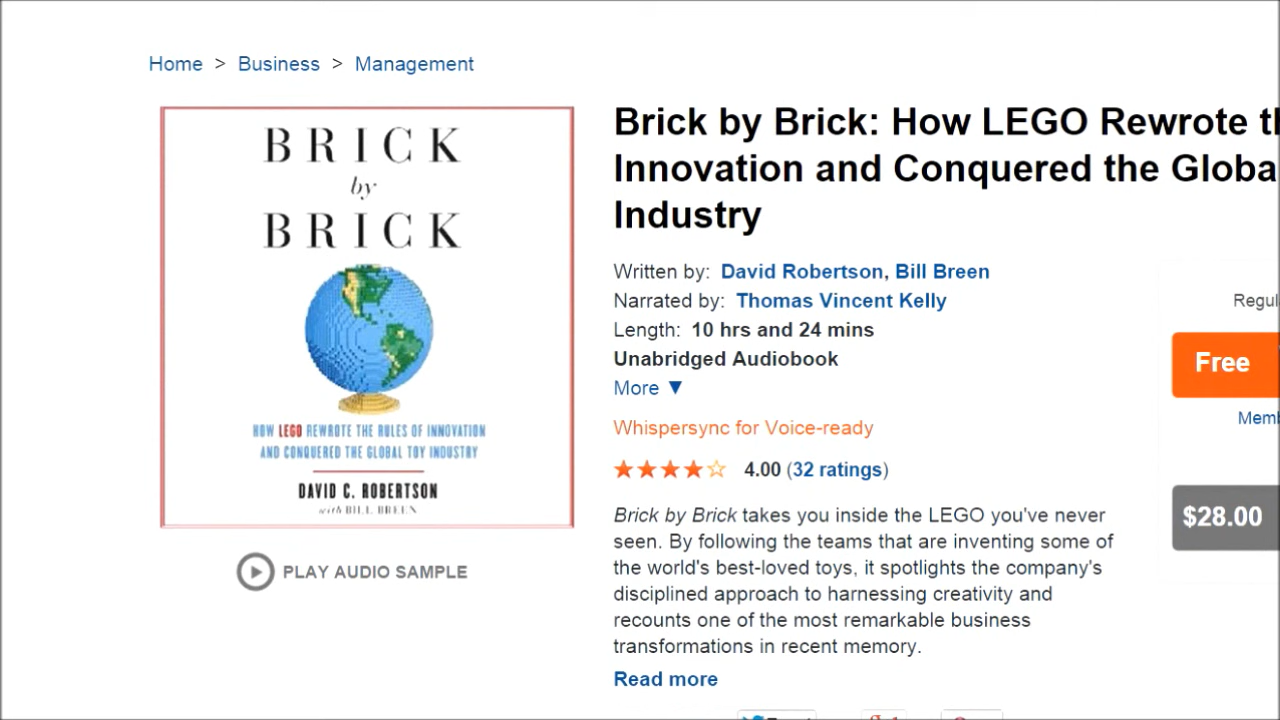 Home > Business > Management
BRICK
by
BRICK
HOW LEGO REWROTE THE RULES OF INNOVATION
AND CONQUERED THE GLOBAL TOY INDUSTRY
DAVID C. ROBERTSON
with BILL BREEN
PLAY AUDIO SAMPLE
Brick by Brick: How LEGO Rewrote
Innovation and Conquered the Globa
Industry
Written by: David Robertson, Bill Breen
Narrated by: Thomas Vincent Kelly
Length: 10 hrs and 24 mins
Unabridged Audiobook
More ▼
Whispersync for Voice-ready
4.00 (32 ratings)
Brick by Brick takes you inside the LEGO you've never
seen. By following the teams that are inventing some of
the world's best-loved toys, it spotlights the company's
disciplined approach to harnessing creativity and
recounts one of the most remarkable business
transformations in recent memory.
Read more
Regul
Free
Memb
$28.00